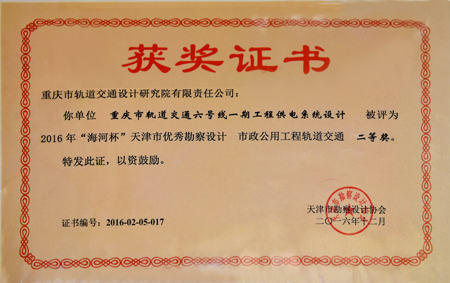 获奖证书
重庆市轨道交通设计研究院有限责任公司：
你单位 重庆市轨道交通六号线一期工程供电系统设计 被评为
2016年“海河杯”天津市优秀勘察设计 市政公用工程轨道交通 二等奖。
特发此证，以资鼓励。
天津市勘察设计协会
证书编号：2016-02-05-017
二〇一六年十二月